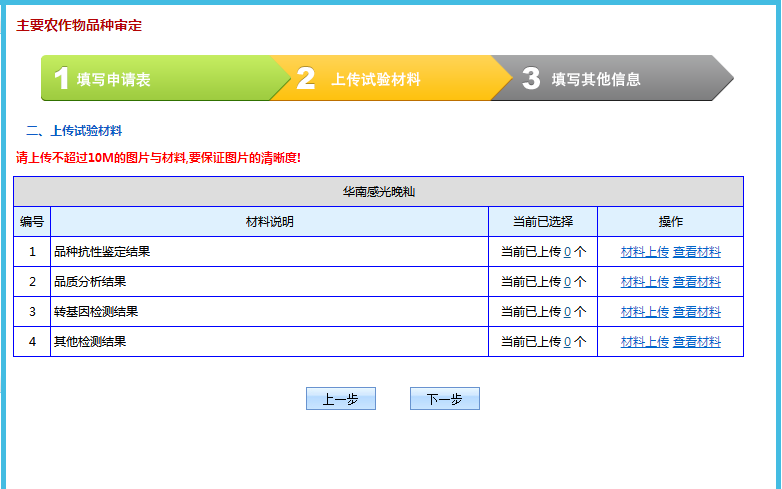 主要农作物品种审定
1 填写申请表 2 上传试验材料 3 填写其他信息
二、上传试验材料
请上传不超过10M的图片与材料,要保证图片的清晰度!
华南感光晚籼
编号 材料说明 当前已选择 操作
1 品种抗性鉴定结果 当前已上传 0 个 材料上传 查看材料
2 品质分析结果 当前已上传 0 个 材料上传 查看材料
3 转基因检测结果 当前已上传 0 个 材料上传 查看材料
4 其他检测结果 当前已上传 0 个 材料上传 查看材料
上一步 下一步